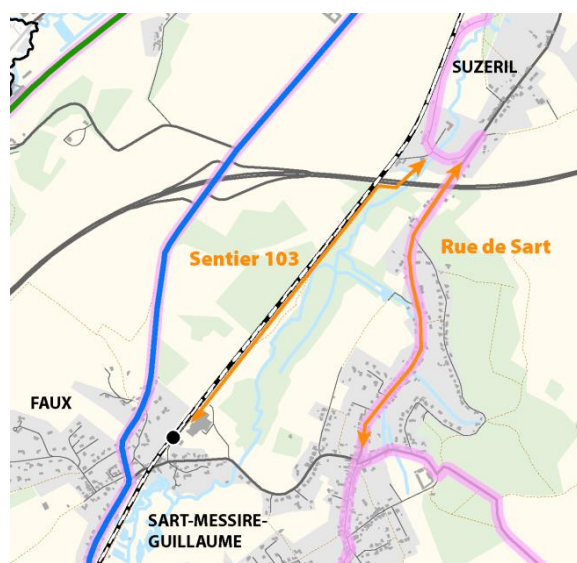 SUZERIL
Sentier 103
Rue de Sart
FAUX
SART-MESSIRE-
GUILLAUME